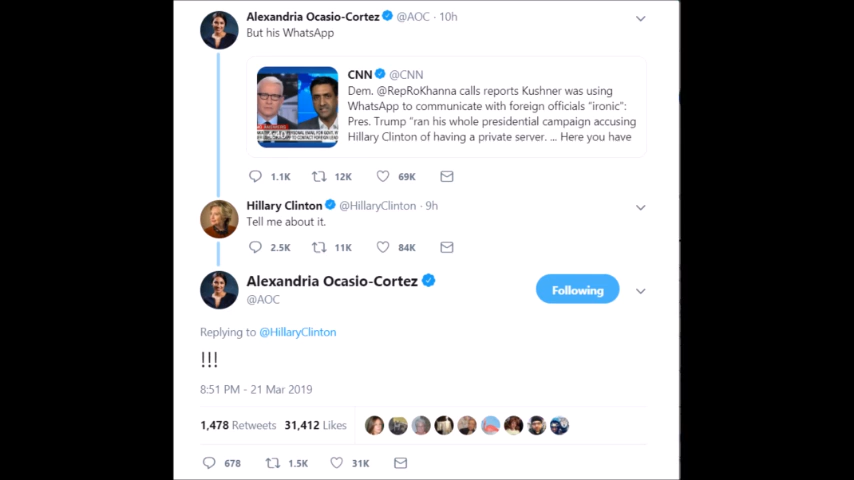 Alexandria Ocasio-Cortez @AOC · 10h
But his WhatsApp
CNN @CNN
Dem. @RepRoKhanna calls reports Kushner was using
WhatsApp to communicate with foreign officials "ironic":
Pres. Trump "ran his whole presidential campaign accusing
Hillary Clinton of having a private server. ... Here you have
1.1K 12K 69K
Hillary Clinton @HillaryClinton · 9h
Tell me about it.
2.5K 11K 84K
Alexandria Ocasio-Cortez
@AOC
Following
Replying to @HillaryClinton
!!!
8:51 PM - 21 Mar 2019
1,478 Retweets 31,412 Likes
678 1.5K 31K